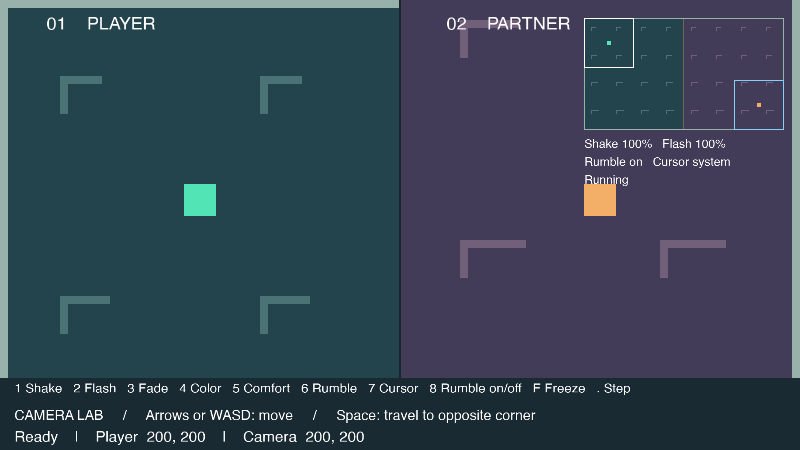 01 PLAYER
02 PARTNER
Shake 100% Flash 100%
Rumble on Cursor system
Running
1 Shake 2 Flash 3 Fade 4 Color 5 Comfort 6 Rumble 7 Cursor 8 Rumble on/off F Freeze . Step
CAMERA LAB / Arrows or WASD: move / Space: travel to opposite corner
Ready | Player 200, 200 | Camera 200, 200